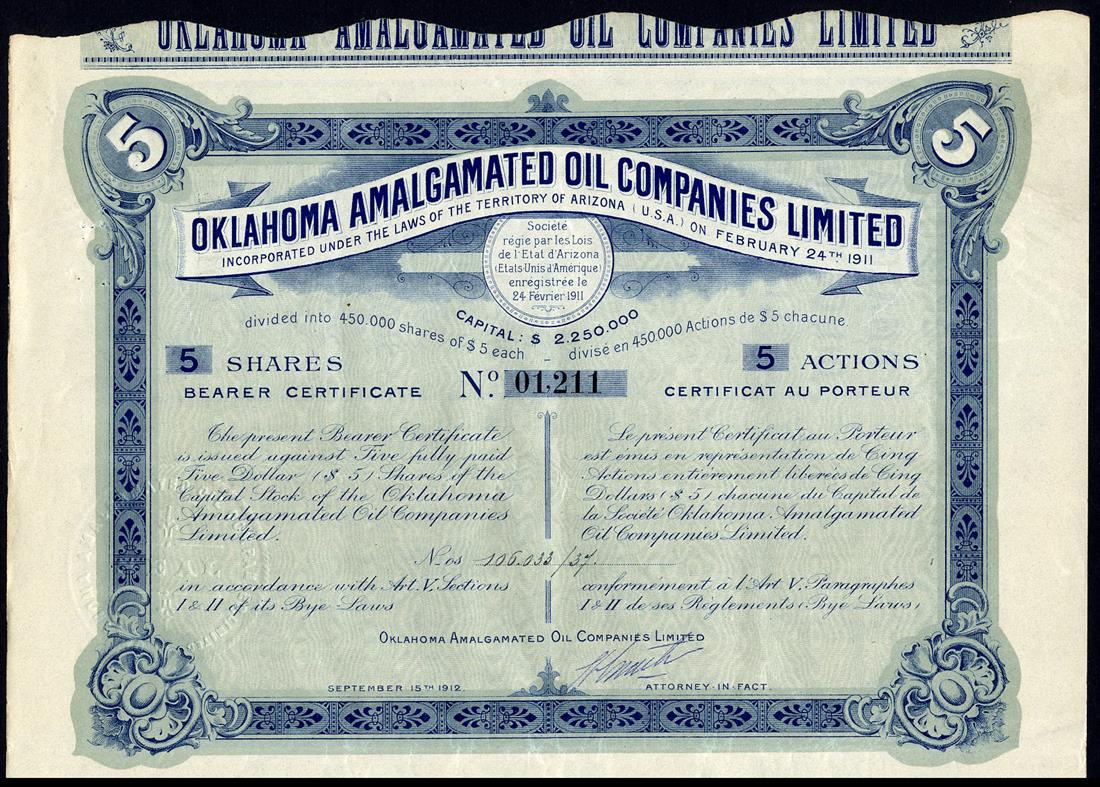 OKLAHOMA AMALGAMATED OIL COMPANIES LIMITED
5
5
OKLAHOMA AMALGAMATED OIL COMPANIES LIMITED
INCORPORATED UNDER THE LAWS OF THE TERRITORY OF ARIZONA (U.S.A.) ON FEBRUARY 24TH 1911
Société
régie par les Lois
de l'Etat d'Arizona
(Etats-Unis d'Amérique)
enregistrée le
24 Février 1911
CAPITAL: $ 2.250.000
divided into 450.000 shares of $ 5 each - divisé en 450.000 Actions de $ 5 chacune
5 SHARES
BEARER CERTIFICATE
No. 01,211
5 ACTIONS
CERTIFICAT AU PORTEUR
The present Bearer Certificate
is issued against Five fully paid
Five Dollar ($ 5) Shares of the
Capital Stock of the Oklahoma
Amalgamated Oil Companies
Limited.
Le présent Certificat au Porteur
est émis en représentation de Cinq
Actions entièrement liberées de Cinq
Dollars ($ 5) chacune du Capital de
la Société Oklahoma Amalgamated
Oil Companies Limited.
Nos 106.033/37
in accordance with Art. V. Sections
I & II of its Bye Laws
conformément à l'Art V. Paragraphes
I & II de ses Réglements (Bye Laws)
OKLAHOMA AMALGAMATED OIL COMPANIES LIMITED
SEPTEMBER 15TH 1912.
ATTORNEY-IN-FACT.